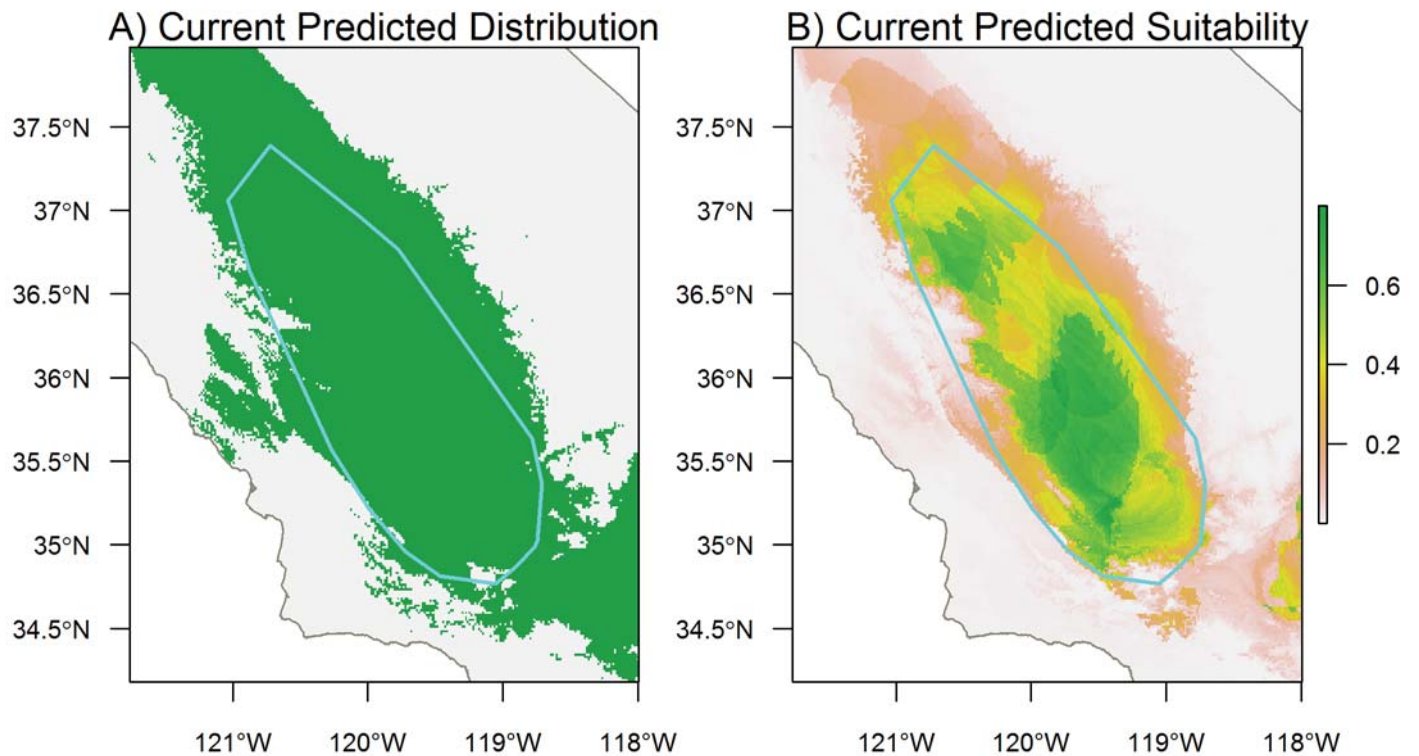 A) Current Predicted Distribution
B) Current Predicted Suitability
37.5°N
37°N
36.5°N
36°N
35.5°N
35°N
34.5°N
121°W 120°W 119°W 118°W
37.5°N
37°N
36.5°N
36°N
35.5°N
35°N
34.5°N
121°W 120°W 119°W 118°W
0.6
0.4
0.2